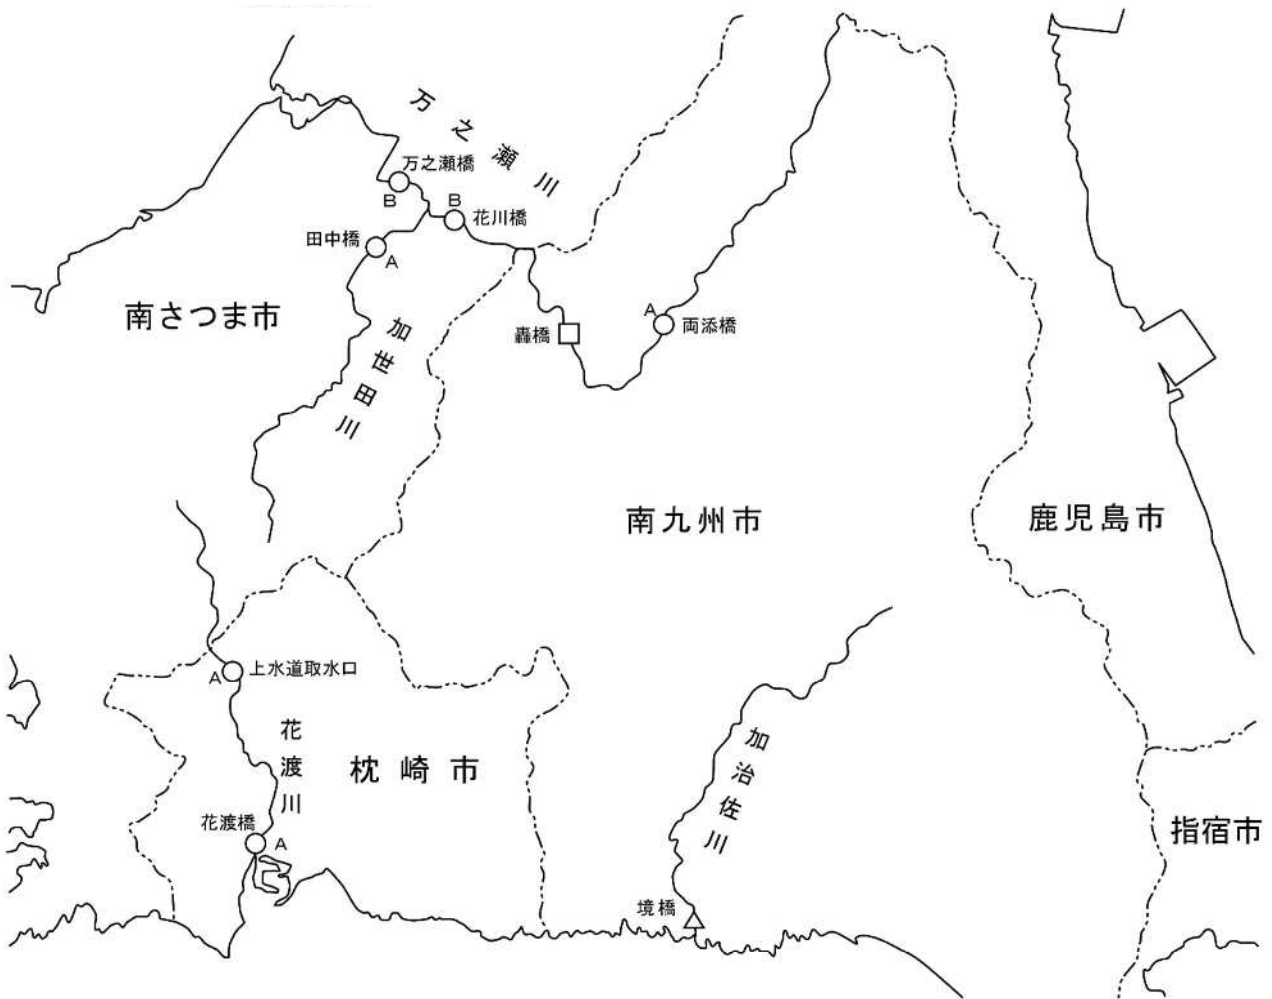 万之瀬川
万之瀬橋
B
B
花川橋
田中橋
A
南さつま市
加世田川
轟橋
A
両添橋
南九州市
鹿児島市
A
上水道取水口
花渡川
枕崎市
加治佐川
花渡橋
A
指宿市
境橋